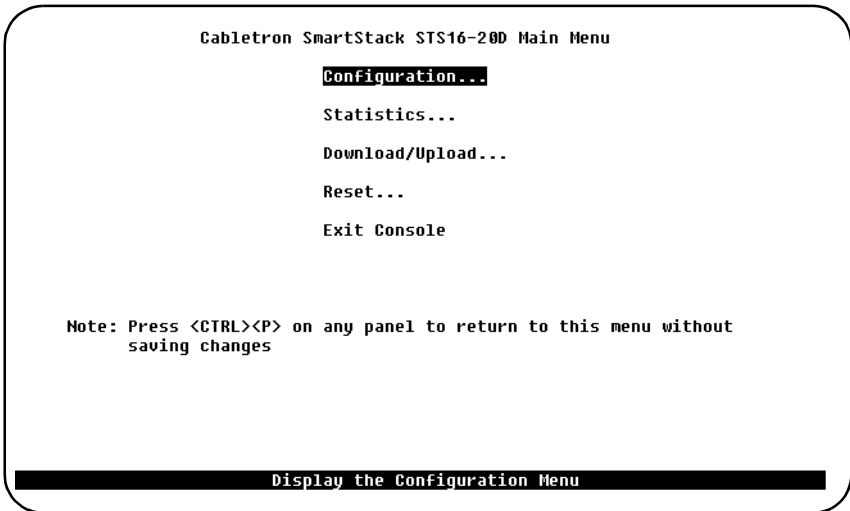 Cabletron SmartStack STS16-20D Main Menu
Configuration...
Statistics...
Download/Upload...
Reset...
Exit Console
Note: Press <CTRL><P> on any panel to return to this menu without
saving changes
Display the Configuration Menu